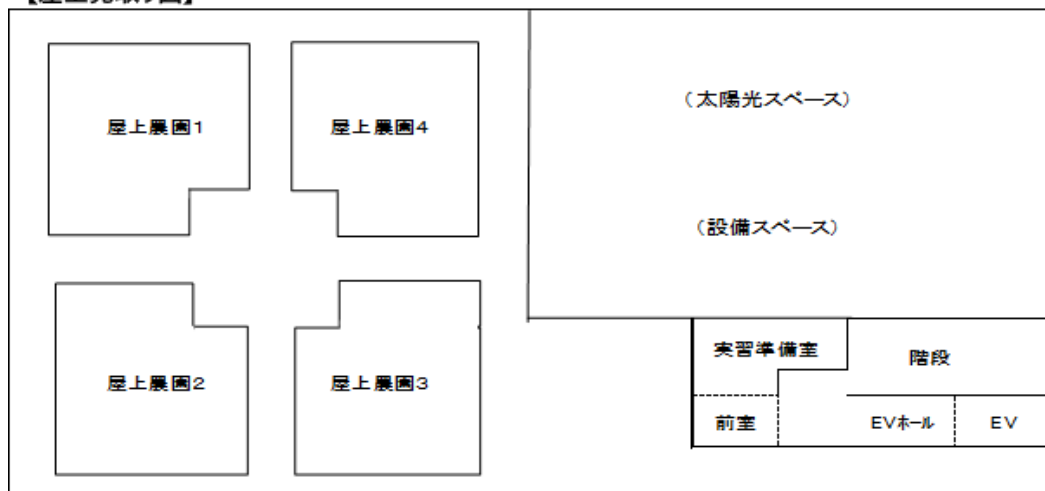 屋上農園1
屋上農園4
(太陽光スペース)
(設備スペース)
屋上農園2
屋上農園3
実習準備室
階段
前室
EVホール
EV